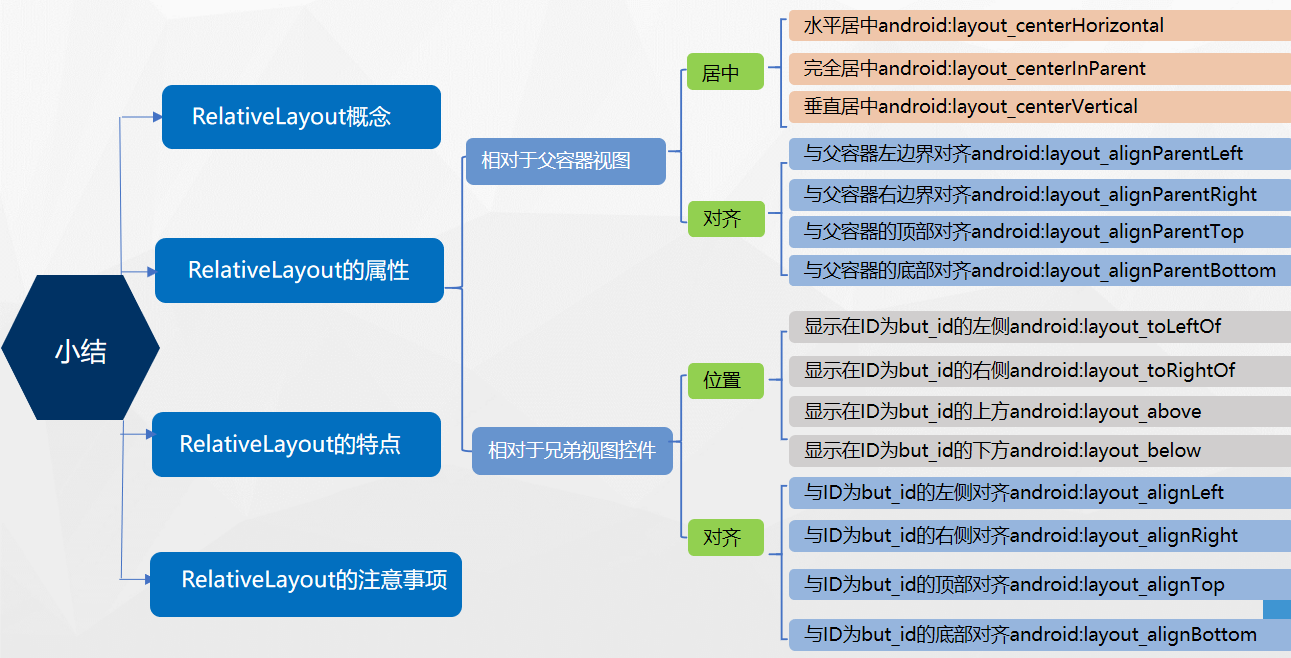 小结
RelativeLayout概念
RelativeLayout的属性
相对于父容器视图
居中
水平居中android:layout_centerHorizontal
完全居中android:layout_centerInParent
垂直居中android:layout_centerVertical
对齐
与父容器左边界对齐android:layout_alignParentLeft
与父容器右边界对齐android:layout_alignParentRight
与父容器的顶部对齐android:layout_alignParentTop
与父容器的底部对齐android:layout_alignParentBottom
相对于兄弟视图控件
位置
显示在ID为but_id的左侧android:layout_toLeftOf
显示在ID为but_id的右侧android:layout_toRightOf
显示在ID为but_id的上方android:layout_above
显示在ID为but_id的下方android:layout_below
对齐
与ID为but_id的左侧对齐android:layout_alignLeft
与ID为but_id的右侧对齐android:layout_alignRight
与ID为but_id的顶部对齐android:layout_alignTop
与ID为but_id的底部对齐android:layout_alignBottom
RelativeLayout的特点
RelativeLayout的注意事项